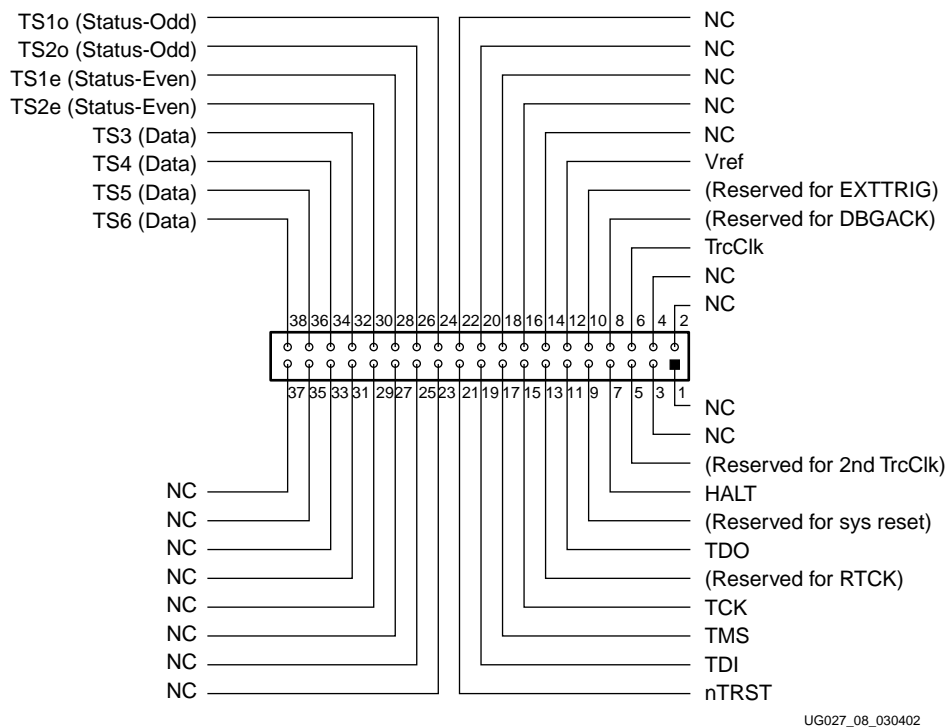 TS1o (Status-Odd)
TS2o (Status-Odd)
TS1e (Status-Even)
TS2e (Status-Even)
TS3 (Data)
TS4 (Data)
TS5 (Data)
TS6 (Data)
NC
NC
NC
NC
NC
Vref
(Reserved for EXTTRIG)
(Reserved for DBGACK)
TrcClk
NC
NC
38 36 34 32 30 28 26 24 22 20 18 16 14 12 10 8 6 4 2
37 35 33 31 29 27 25 23 21 19 17 15 13 11 9 7 5 3 1
NC
NC
(Reserved for 2nd TrcClk)
HALT
(Reserved for sys reset)
TDO
(Reserved for RTCK)
TCK
TMS
TDI
nTRST
NC
NC
NC
NC
NC
NC
NC
NC
UG027_08_030402